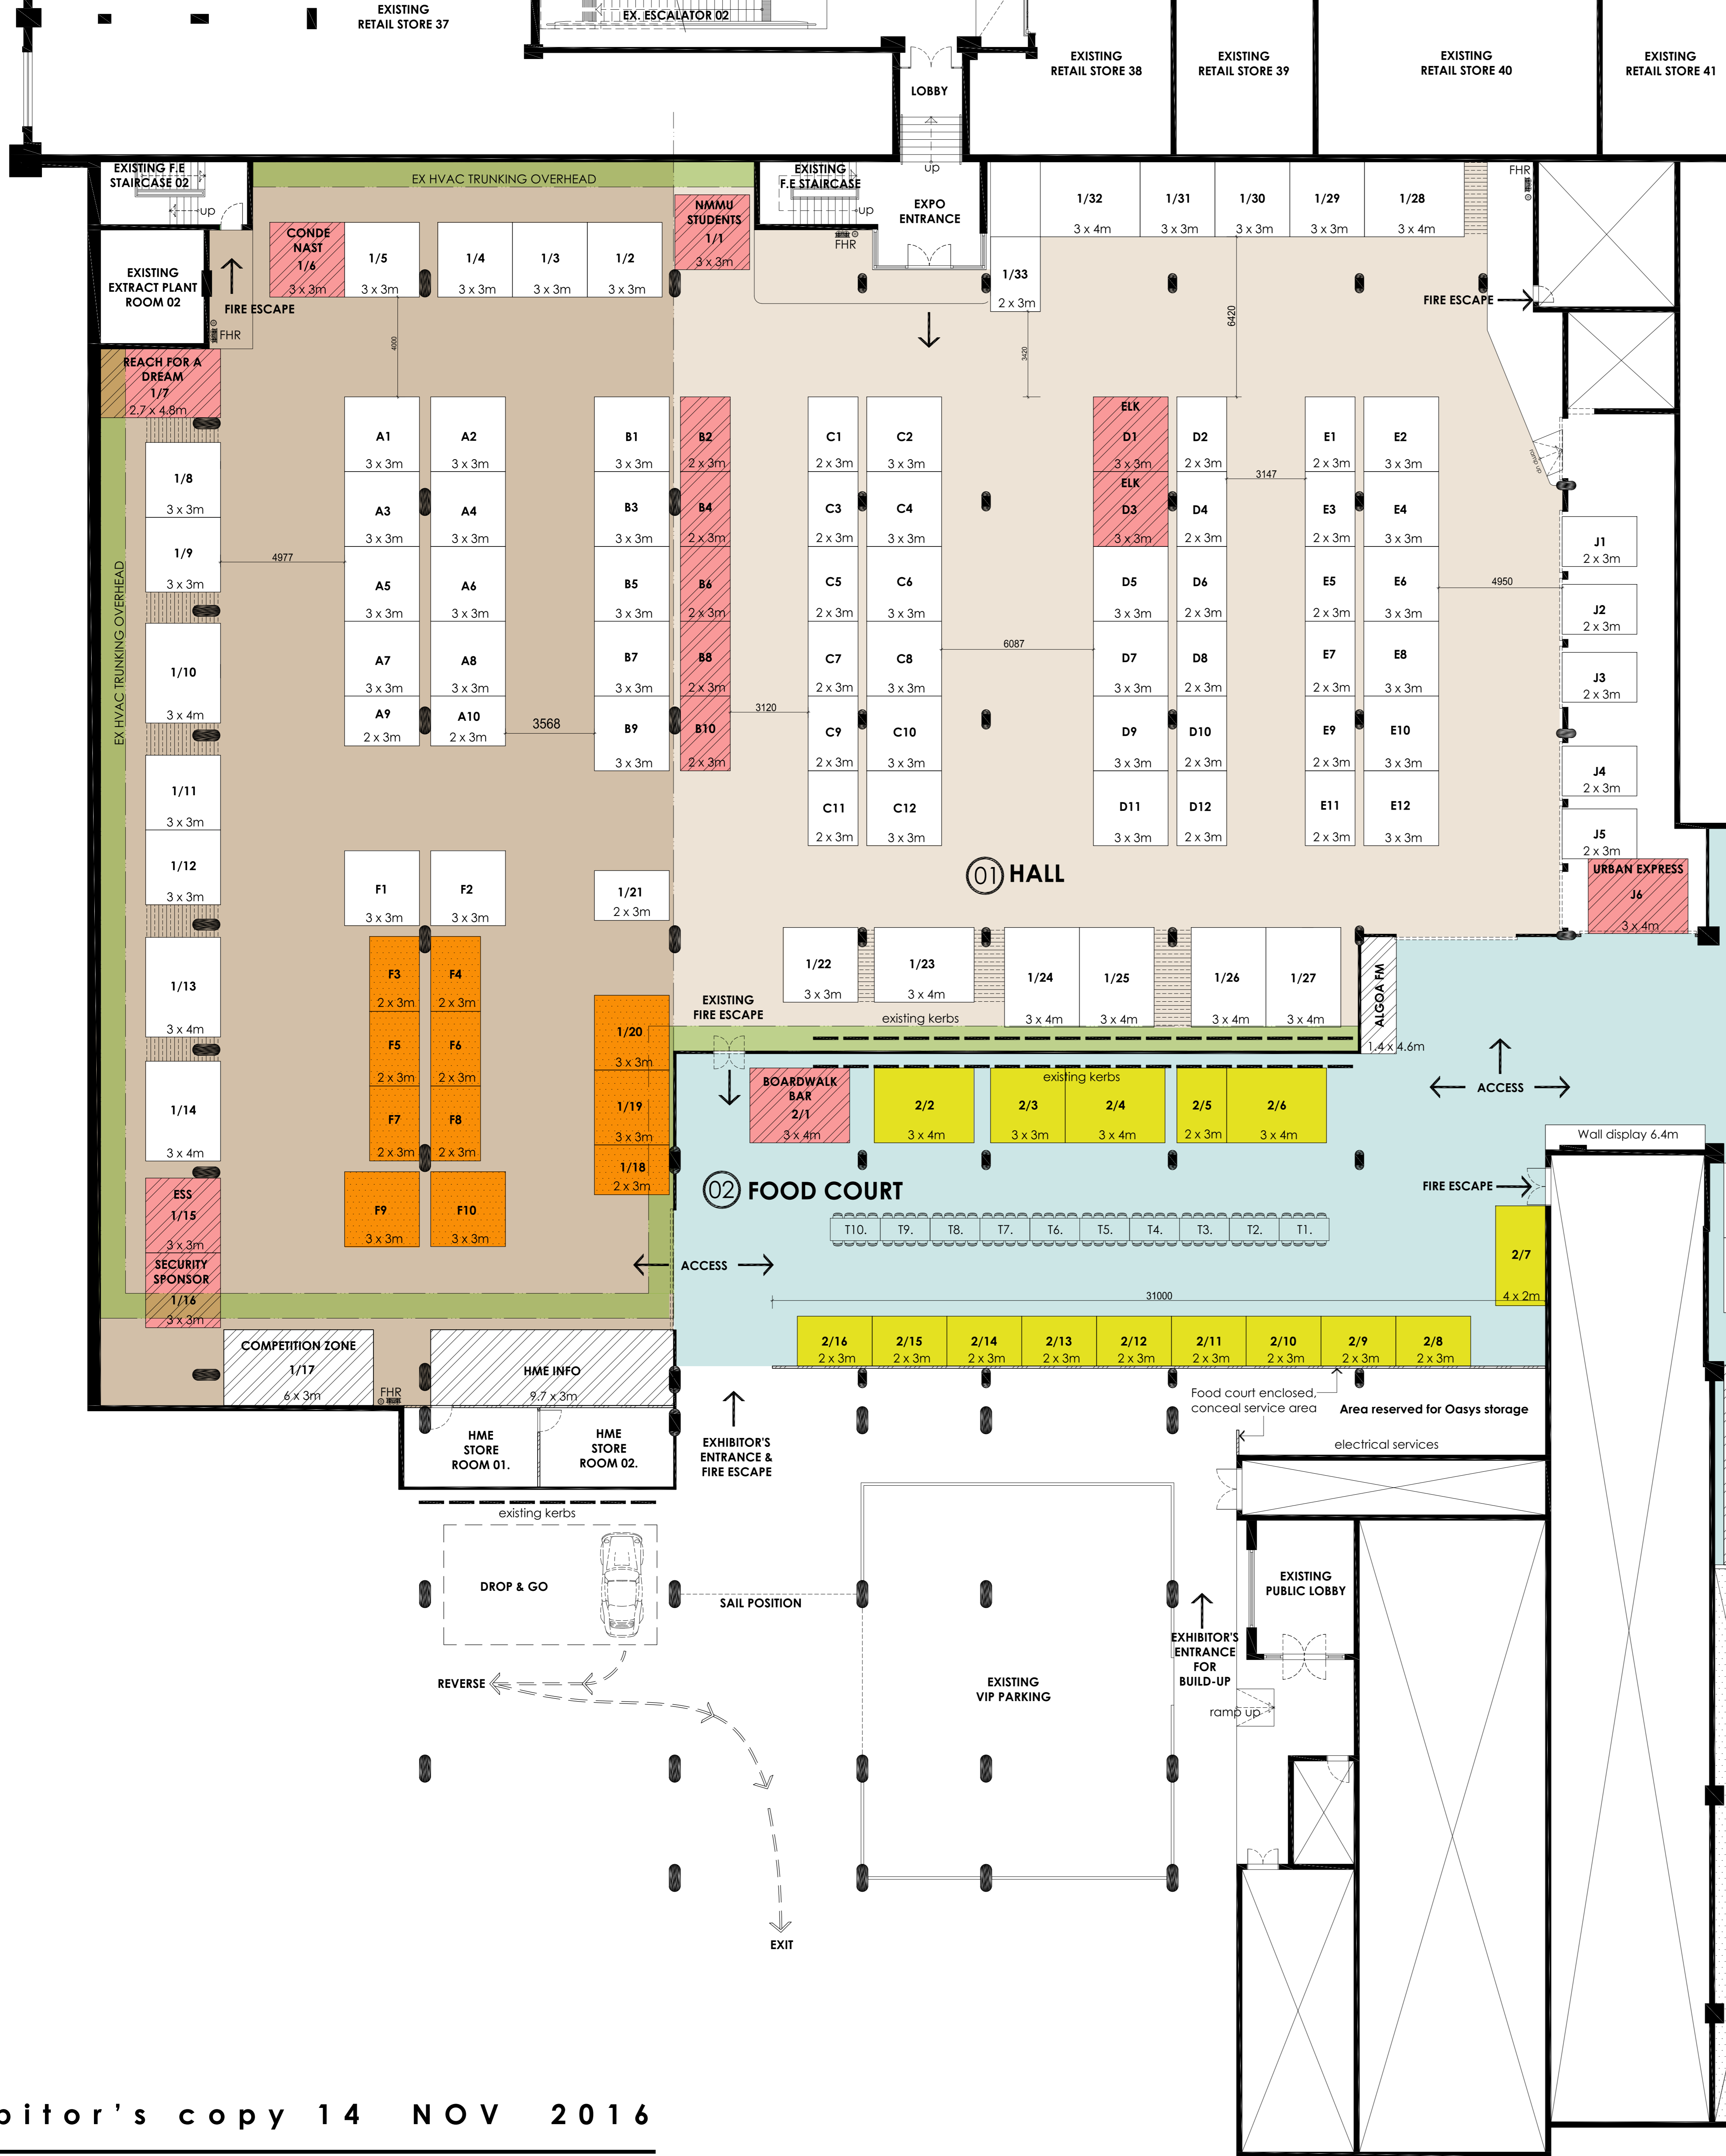 EXISTING
RETAIL STORE 37
EX. ESCALATOR 02
LOBBY
up
EXISTING
RETAIL STORE 38
EXISTING
RETAIL STORE 39
EXISTING
RETAIL STORE 40
EXISTING
RETAIL STORE 41
EXISTING F.E
STAIRCASE 02
up
EX HVAC TRUNKING OVERHEAD
EXISTING
F.E STAIRCASE
up
FHR
EXPO
ENTRANCE
EXISTING
EXTRACT PLANT
ROOM 02
FIRE ESCAPE
FHR
CONDE
NAST
1/6
3 x 3m
1/5
3 x 3m
1/4
3 x 3m
1/3
3 x 3m
1/2
3 x 3m
NMMU
STUDENTS
1/1
3 x 3m
1/33
2 x 3m
1/32
3 x 4m
1/31
3 x 3m
1/30
3 x 3m
1/29
3 x 3m
1/28
3 x 4m
FHR
FIRE ESCAPE
4000
3420
6420
REACH FOR A
DREAM
1/7
2.7 x 4.8m
EX HVAC TRUNKING OVERHEAD
1/8
3 x 3m
1/9
3 x 3m
1/10
3 x 4m
1/11
3 x 3m
1/12
3 x 3m
1/13
3 x 4m
1/14
3 x 4m
ESS
1/15
3 x 3m
SECURITY
SPONSOR
1/16
3 x 3m
4977
A1
3 x 3m
A2
3 x 3m
A3
3 x 3m
A4
3 x 3m
A5
3 x 3m
A6
3 x 3m
A7
3 x 3m
A8
3 x 3m
A9
2 x 3m
A10
2 x 3m
3568
B1
3 x 3m
B2
2 x 3m
B3
3 x 3m
B4
2 x 3m
B5
3 x 3m
B6
2 x 3m
B7
3 x 3m
B8
2 x 3m
B9
3 x 3m
B10
2 x 3m
3120
C1
2 x 3m
C2
3 x 3m
C3
2 x 3m
C4
3 x 3m
C5
2 x 3m
C6
3 x 3m
C7
2 x 3m
C8
3 x 3m
C9
2 x 3m
C10
3 x 3m
C11
2 x 3m
C12
3 x 3m
6087
ELK
D1
3 x 3m
D2
2 x 3m
ELK
D3
3 x 3m
D4
2 x 3m
D5
3 x 3m
D6
2 x 3m
D7
3 x 3m
D8
2 x 3m
D9
3 x 3m
D10
2 x 3m
D11
3 x 3m
D12
2 x 3m
3147
E1
2 x 3m
E2
3 x 3m
E3
2 x 3m
E4
3 x 3m
E5
2 x 3m
E6
3 x 3m
E7
2 x 3m
E8
3 x 3m
E9
2 x 3m
E10
3 x 3m
E11
2 x 3m
E12
3 x 3m
4950
ramp up
J1
2 x 3m
J2
2 x 3m
J3
2 x 3m
J4
2 x 3m
J5
2 x 3m
URBAN EXPRESS
J6
3 x 4m
01 HALL
F1
3 x 3m
F2
3 x 3m
F3
2 x 3m
F4
2 x 3m
F5
2 x 3m
F6
2 x 3m
F7
2 x 3m
F8
2 x 3m
F9
3 x 3m
F10
3 x 3m
1/21
2 x 3m
1/20
3 x 3m
1/19
3 x 3m
1/18
2 x 3m
1/22
3 x 3m
1/23
3 x 4m
1/24
3 x 4m
1/25
3 x 4m
1/26
3 x 4m
1/27
3 x 4m
ALGOA FM
1.4 x 4.6m
EXISTING
FIRE ESCAPE
existing kerbs
existing kerbs
BOARDWALK
BAR
2/1
3 x 4m
2/2
3 x 4m
2/3
3 x 3m
2/4
3 x 4m
2/5
2 x 3m
2/6
3 x 4m
ACCESS
Wall display 6.4m
FIRE ESCAPE
02 FOOD COURT
T10.
T9.
T8.
T7.
T6.
T5.
T4.
T3.
T2.
T1.
2/7
4 x 2m
ACCESS
31000
2/16
2 x 3m
2/15
2 x 3m
2/14
2 x 3m
2/13
2 x 3m
2/12
2 x 3m
2/11
2 x 3m
2/10
2 x 3m
2/9
2 x 3m
2/8
2 x 3m
COMPETITION ZONE
1/17
6 x 3m
FHR
HME INFO
9.7 x 3m
HME
STORE
ROOM 01.
HME
STORE
ROOM 02.
EXHIBITOR'S
ENTRANCE &
FIRE ESCAPE
Food court enclosed,
conceal service area
Area reserved for Oasys storage
electrical services
existing kerbs
DROP & GO
SAIL POSITION
REVERSE
EXISTING
VIP PARKING
EXHIBITOR'S
ENTRANCE
FOR
BUILD-UP
EXISTING
PUBLIC LOBBY
ramp up
EXIT
bitor's copy 14 NOV 2016